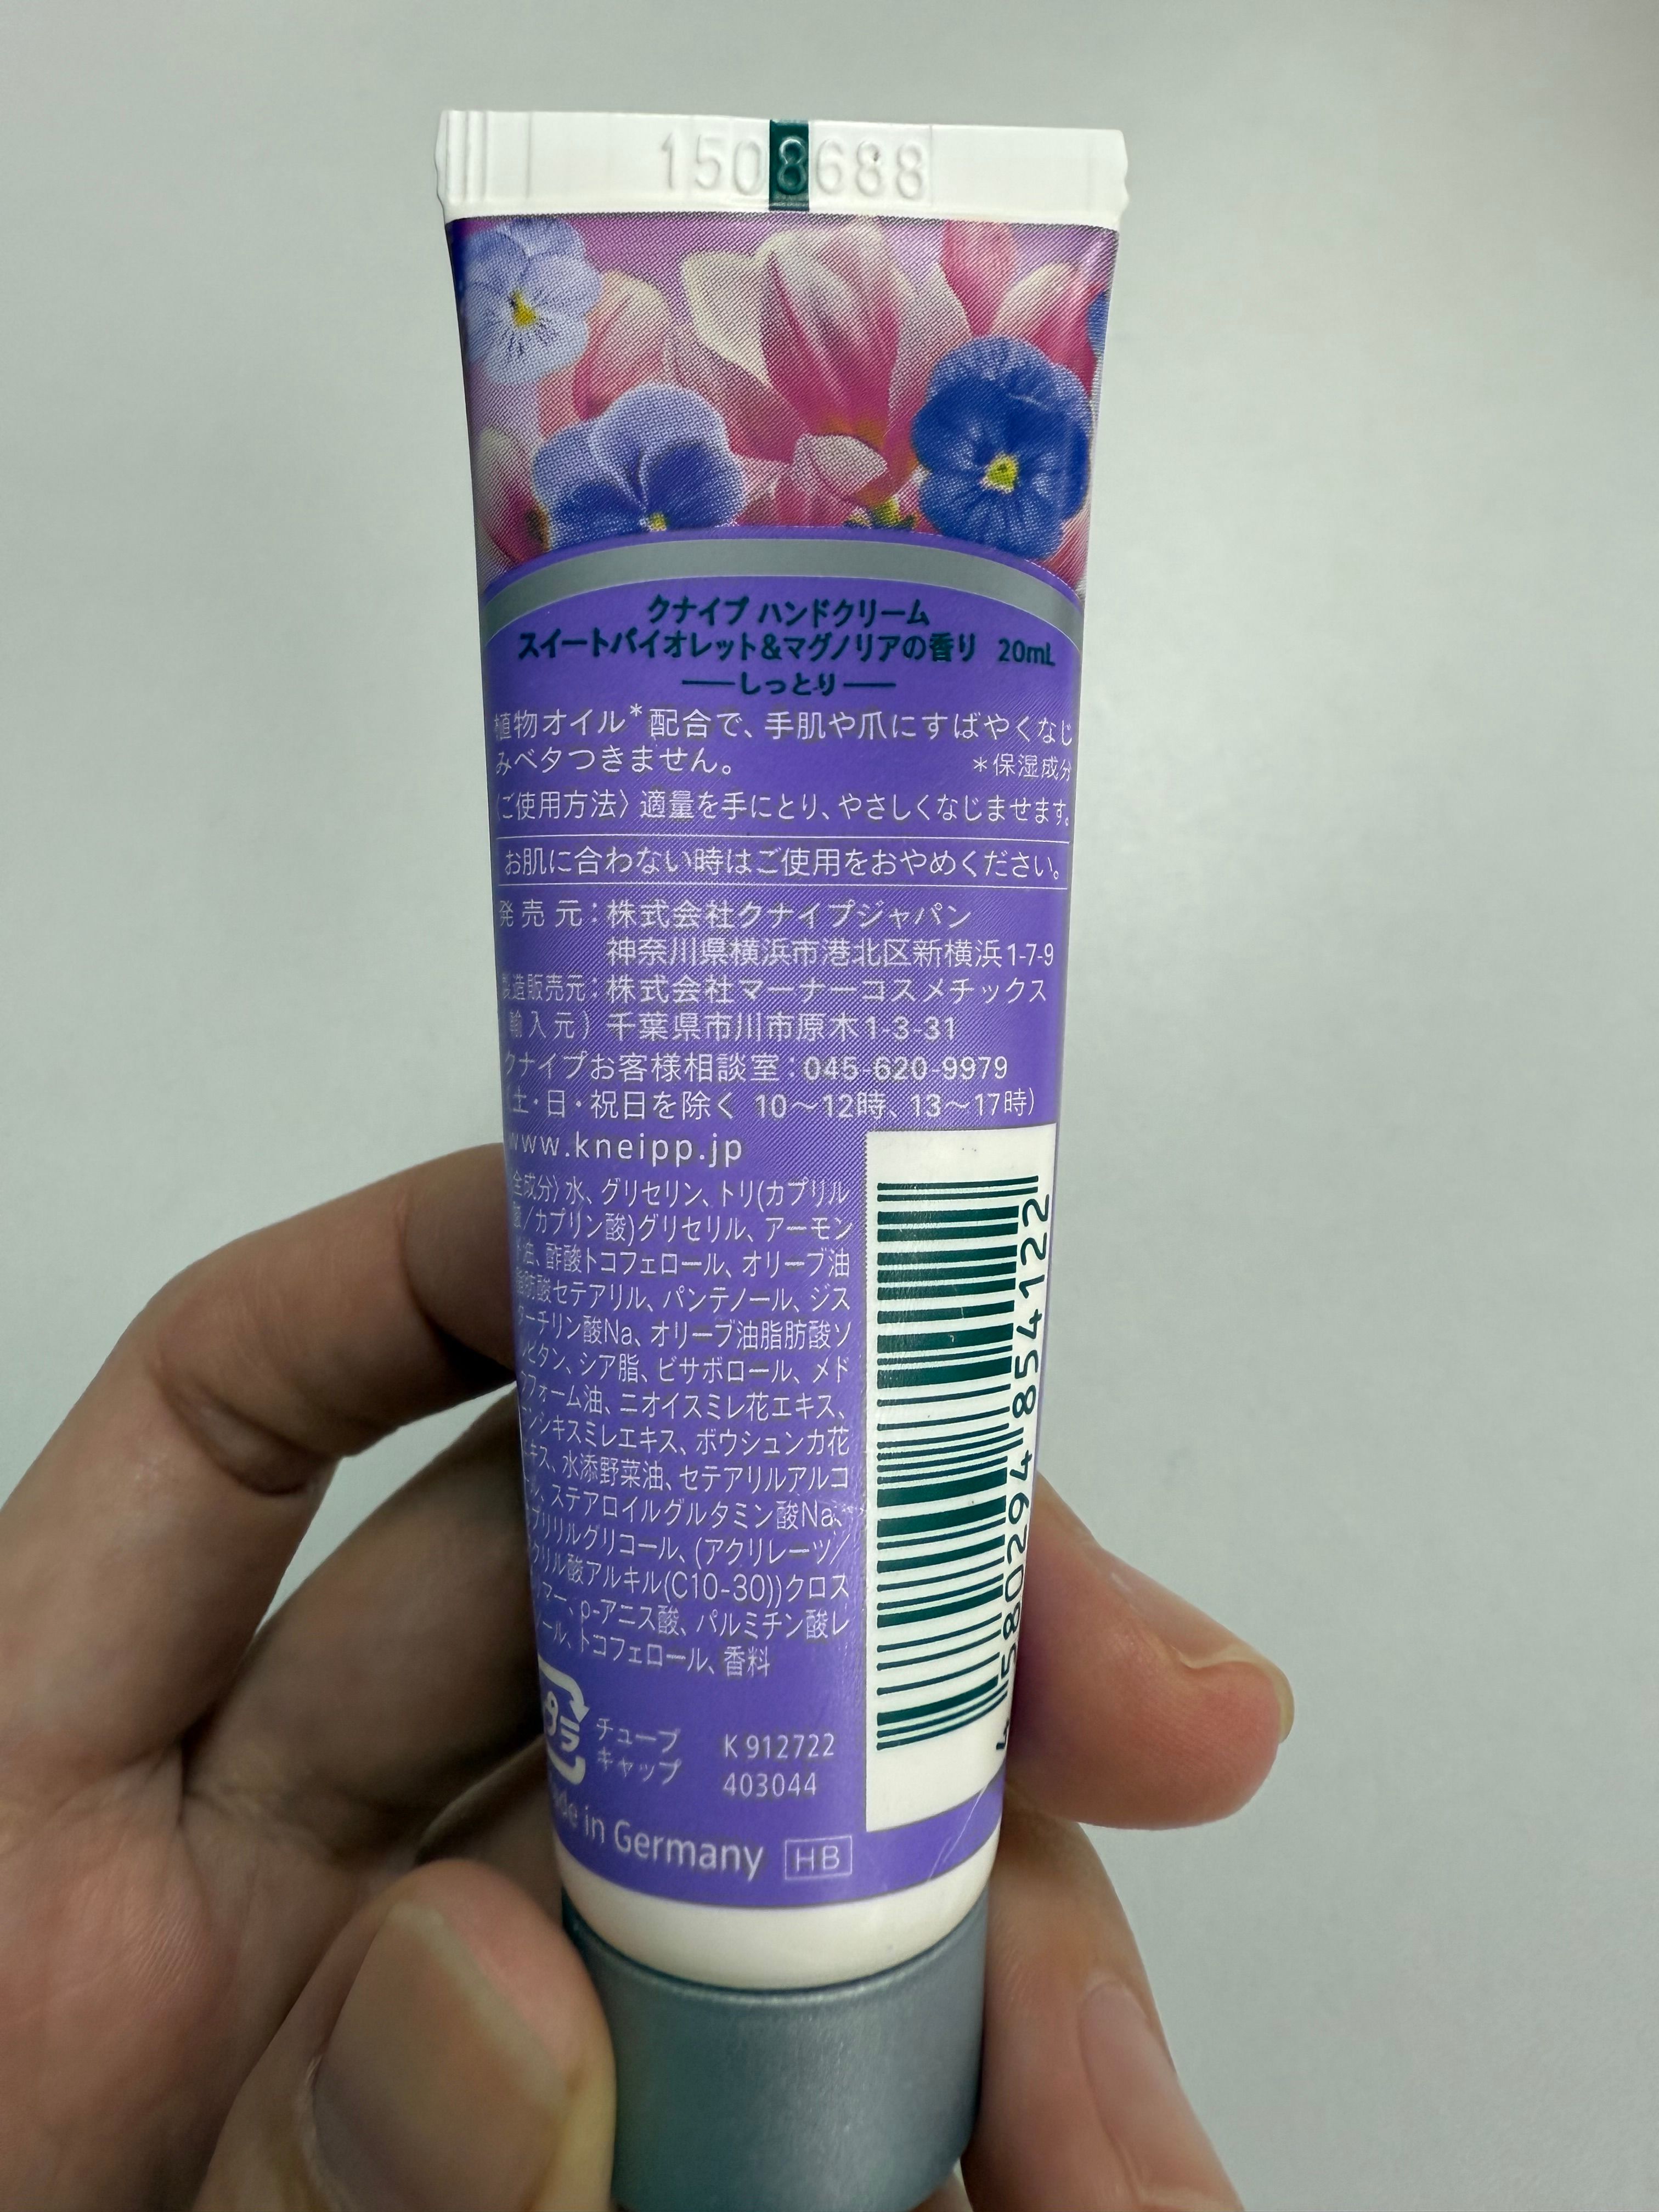 1508688
クナイプ ハンドクリーム
スイートバイオレット&マグノリアの香り 20mL
しっとり
植物オイル*配合で、手肌や爪にすばやくなじ
みベタつきません。 *保湿成分
〈ご使用方法〉適量を手にとり、やさしくなじませます。
お肌に合わない時はご使用をおやめください。
発売元:株式会社クナイプジャパン
神奈川県横浜市港北区新横浜1-7-9
製造販売元:株式会社マーナーコスメチックス
(輸入元)千葉県市川市原木1-3-31
クナイプお客様相談室:045-620-9979
(土・日・祝日を除く 10~12時、13~17時)
www.kneipp.jp
全成分〉水、グリセリン、トリ(カプリル
酸/カプリン酸)グリセリル、アーモン
油、酢酸トコフェロール、オリーブ油
脂肪酸セテアリル、パンテノール、ジス
ターチリン酸Na、オリーブ油脂肪酸ソ
ルビタン、シア脂、ビサボロール、メド
フォーム油、ニオイスミレ花エキス、
サンシキスミレエキス、ボウシュンカ花
エキス、水添野菜油、セテアリルアルコ
ール、ステアロイルグルタミン酸Na、
カプリリルグリコール、(アクリレーツ/
アクリル酸アルキル(C10-30))クロス
ポリマー、p-アニス酸、パルミチン酸レ
チノール、トコフェロール、香料
プラ チューブ
キャップ
K 912722
403044
Made in Germany HB
4 580294 854122